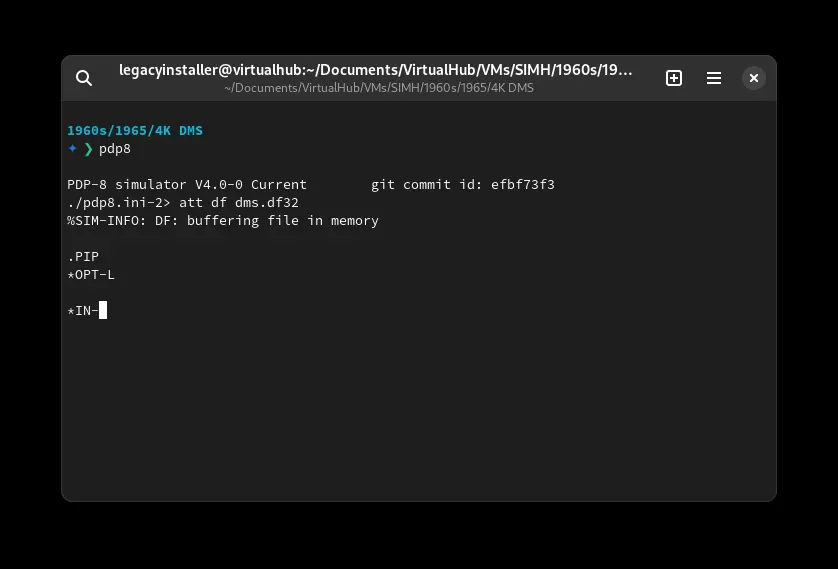 legacyinstaller@virtualhub:~/Documents/VirtualHub/VMs/SIMH/1960s/19…
~/Documents/VirtualHub/VMs/SIMH/1960s/1965/4K DMS
1960s/1965/4K DMS
✦ ❯ pdp8
PDP-8 simulator V4.0-0 Current        git commit id: efbf73f3
./pdp8.ini-2> att df dms.df32
%SIM-INFO: DF: buffering file in memory
.PIP
*OPT-L
*IN-